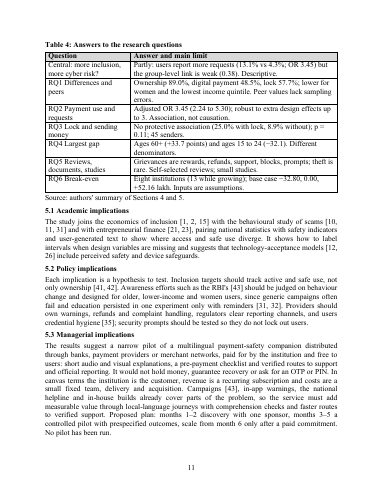 Table 4: Answers to the research questions
Question Answer and main limit
Central: more inclusion, more cyber risk? Partly: users report more requests (13.1% vs 4.3%; OR 3.45) but the group-level link is weak (0.38). Descriptive.
RQ1 Differences and peers Ownership 89.0%, digital payment 48.5%, lock 57.7%; lower for women and the lowest income quintile. Peer values lack sampling errors.
RQ2 Payment use and requests Adjusted OR 3.45 (2.24 to 5.30); robust to extra design effects up to 3. Association, not causation.
RQ3 Lock and sending money No protective association (25.0% with lock, 8.9% without); p = 0.11; 45 senders.
RQ4 Largest gap Ages 60+ (+33.7 points) and ages 15 to 24 (−32.1). Different denominators.
RQ5 Reviews, documents, studies Grievances are rewards, refunds, support, blocks, prompts; theft is rare. Self-selected reviews; small studies.
RQ6 Break-even Eight institutions (13 while growing); base case −32.80, 0.00, +52.16 lakh. Inputs are assumptions.
Source: authors' summary of Sections 4 and 5.
5.1 Academic implications
The study joins the economics of inclusion [1, 2, 15] with the behavioural study of scams [10,
11, 31] and with entrepreneurial finance [21, 23], pairing national statistics with safety indicators
and user-generated text to show where access and safe use diverge. It shows how to label
intervals when design variables are missing and suggests that technology-acceptance models [12,
26] include perceived safety and safeguards.
5.2 Policy implications
Each implication is a hypothesis to test. Inclusion targets should track active and safe use, not
only ownership [41, 42]. Awareness efforts such as the RBI's [43] should be judged on behaviour
change and designed for older, lower-income and women users, since generic campaigns often
fail and education persisted in one experiment only with reminders [31, 32]. Providers should
own warnings, refunds and complaint handling, regulators clear reporting channels, and users
credential hygiene [35]; security prompts should be tested so they do not lock out users.
5.3 Managerial implications
The results suggest a narrow pilot of a multilingual payment-safety companion distributed
through banks, payment providers or merchant networks, paid for by the institution and free to
users: short audio and visual explanations, a pre-payment checklist and verified routes to support
and official reporting. It would not hold money, guarantee recovery or ask for an OTP or PIN. In
canvas terms the institution is the customer, revenue is a recurring subscription and costs are a
small fixed team, delivery and acquisition. Campaigns [43], in-app warnings, the national
helpline and in-house builds already cover parts of the problem, so the service must add
measurable value through local-language journeys with comprehension checks and faster routes
to verified support. Proposed plan: months 1–2 discovery with one sponsor, months 3–5 a
controlled pilot with prespecified outcomes, scale from month 6 only after a paid commitment.
No pilot has been run.
11